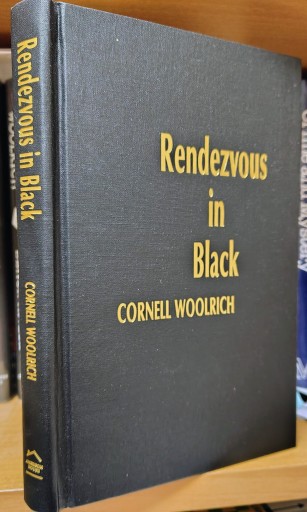 Rendezvous in Black
CORNELL WOOLRICH
Rendezvous
in
Black
CORNELL WOOLRICH